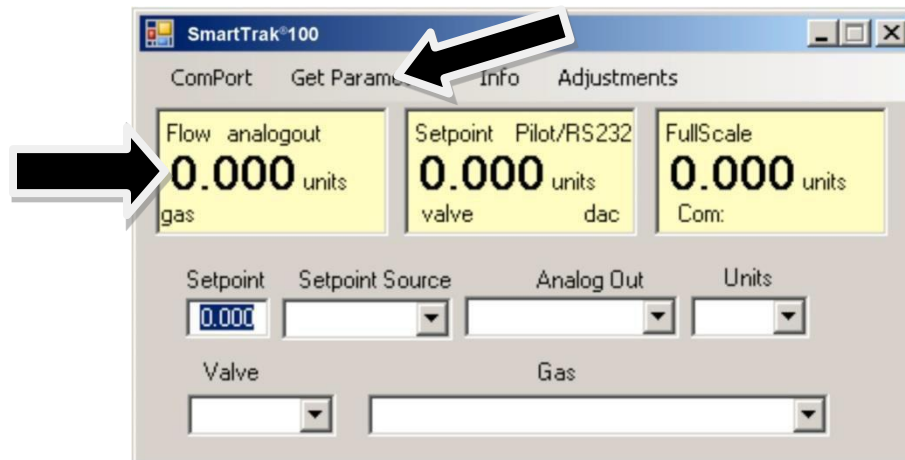 SmartTrak®100
ComPort Get Info Adjustments
Flow analogout
0.000 units
gas
Setpoint Pilot/RS232
0.000 units
valve dac
FullScale
0.000 units
Com:
Setpoint Setpoint Source Analog Out Units
0.000
Valve Gas